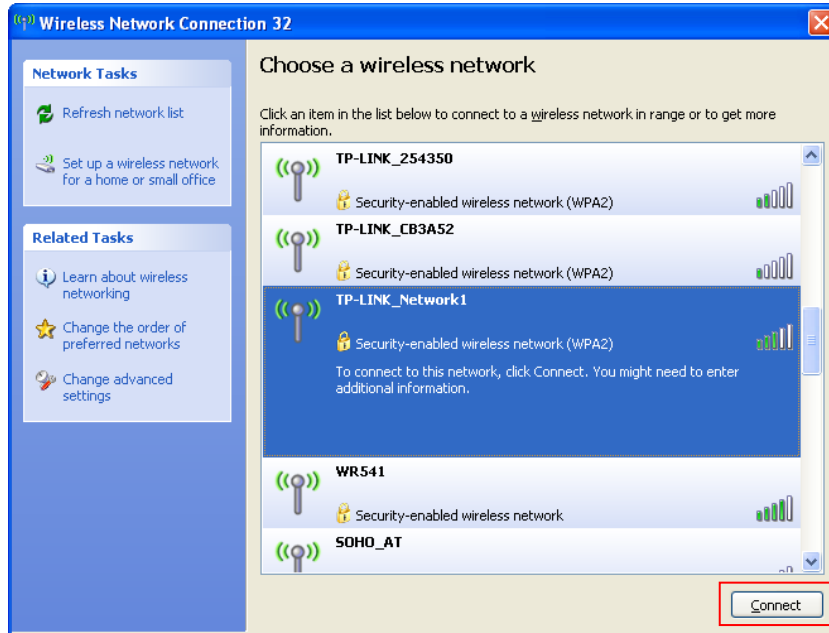 Wireless Network Connection 32
Network Tasks
Refresh network list
Set up a wireless network
for a home or small office
Related Tasks
Learn about wireless
networking
Change the order of
preferred networks
Change advanced
settings
Choose a wireless network
Click an item in the list below to connect to a wireless network in range or to get more
information.
TP-LINK_254350
Security-enabled wireless network (WPA2)
TP-LINK_CB3A52
Security-enabled wireless network (WPA2)
TP-LINK_Network1
Security-enabled wireless network (WPA2)
To connect to this network, click Connect. You might need to enter
additional information.
WR541
Security-enabled wireless network
SOHO_AT
Connect